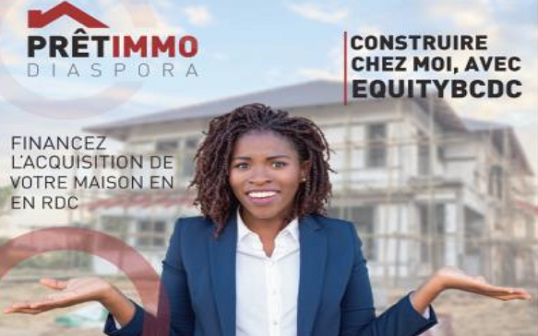 PRÊTIMMO
DIASPORA
CONSTRUIRE
CHEZ MOI, AVEC
EQUITYBCDC
FINANCEZ
L'ACQUISITION DE
VOTRE MAISON EN
EN RDC